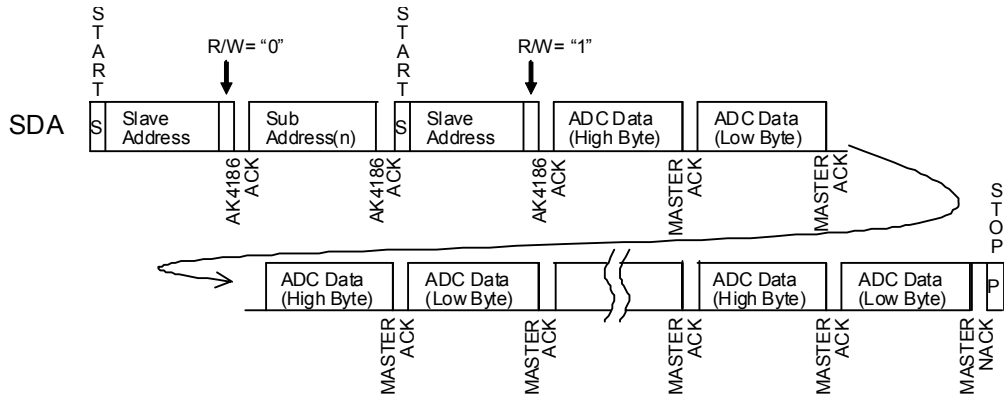 START
START
R/W= “0”
R/W= “1”
SDA
S
Slave
Address
Sub
Address(n)
S
Slave
Address
ADC Data
(High Byte)
ADC Data
(Low Byte)
AK4186
ACK
AK4186
ACK
AK4186
ACK
MASTER
ACK
MASTER
ACK
STOP
ADC Data
(High Byte)
ADC Data
(Low Byte)
ADC Data
(High Byte)
ADC Data
(Low Byte)
P
MASTER
ACK
MASTER
ACK
MASTER
ACK
MASTER
ACK
MASTER
NACK